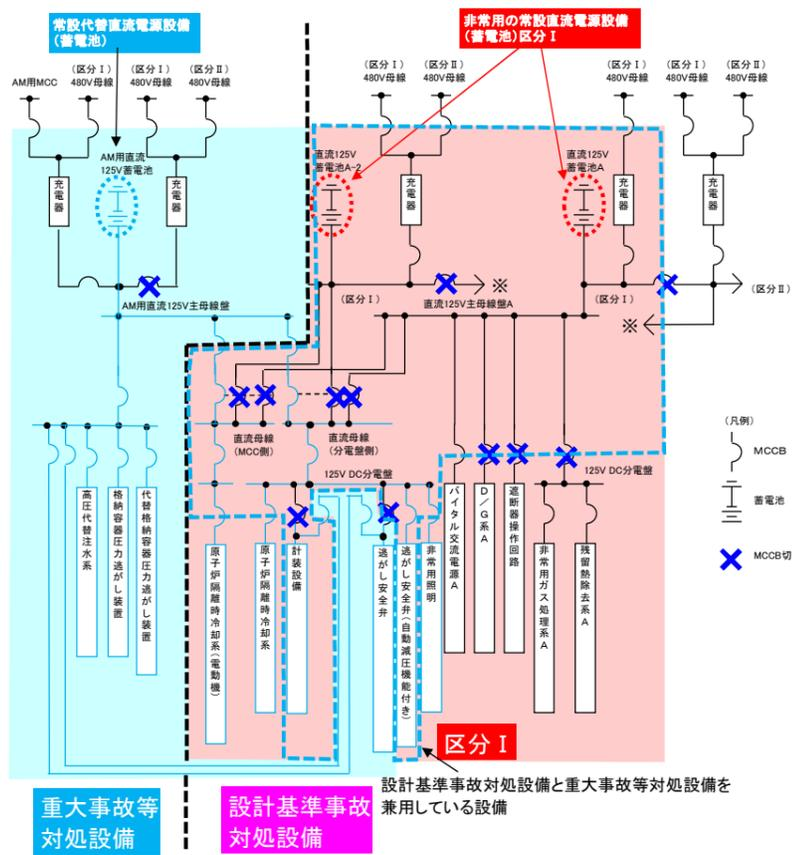 常設代替直流電源設備
(蓄電池)
非常用の常設直流電源設備
(蓄電池)区分Ⅰ
AM用MCC
(区分Ⅰ)
480V母線
(区分Ⅰ)
480V母線
(区分Ⅱ)
480V母線
(区分Ⅰ)
480V母線
(区分Ⅱ)
480V母線
(区分Ⅰ)
480V母線
(区分Ⅰ)
480V母線
(区分Ⅱ)
480V母線
AM用直流
125V蓄電池
直流125V
蓄電池A-2
直流125V
蓄電池A
充電器
充電器
充電器
充電器
充電器
※
(区分Ⅱ)
AM用直流125V主母線盤
(区分Ⅰ)
直流125V主母線盤A
(区分Ⅰ)
※
直流母線
(MCC側)
直流母線
(分電盤側)
125V DC分電盤
125V DC分電盤
(凡例)
MCCB
蓄電池
MCCB切
高圧代替注水系
格納容器圧力逃がし装置
代替格納容器圧力逃がし装置
原子炉隔離時冷却系(電動機)
原子炉隔離時冷却系
計装設備
逃がし安全弁
逃がし安全弁(自動減圧機能付き)
非常用照明
バイタル交流電源A
D/G系A
遮断器操作回路
非常用ガス処理系A
残留熱除去系A
区分Ⅰ
設計基準事故対処設備と重大事故等対処設備を
兼用している設備
重大事故等
対処設備
設計基準事故
対処設備